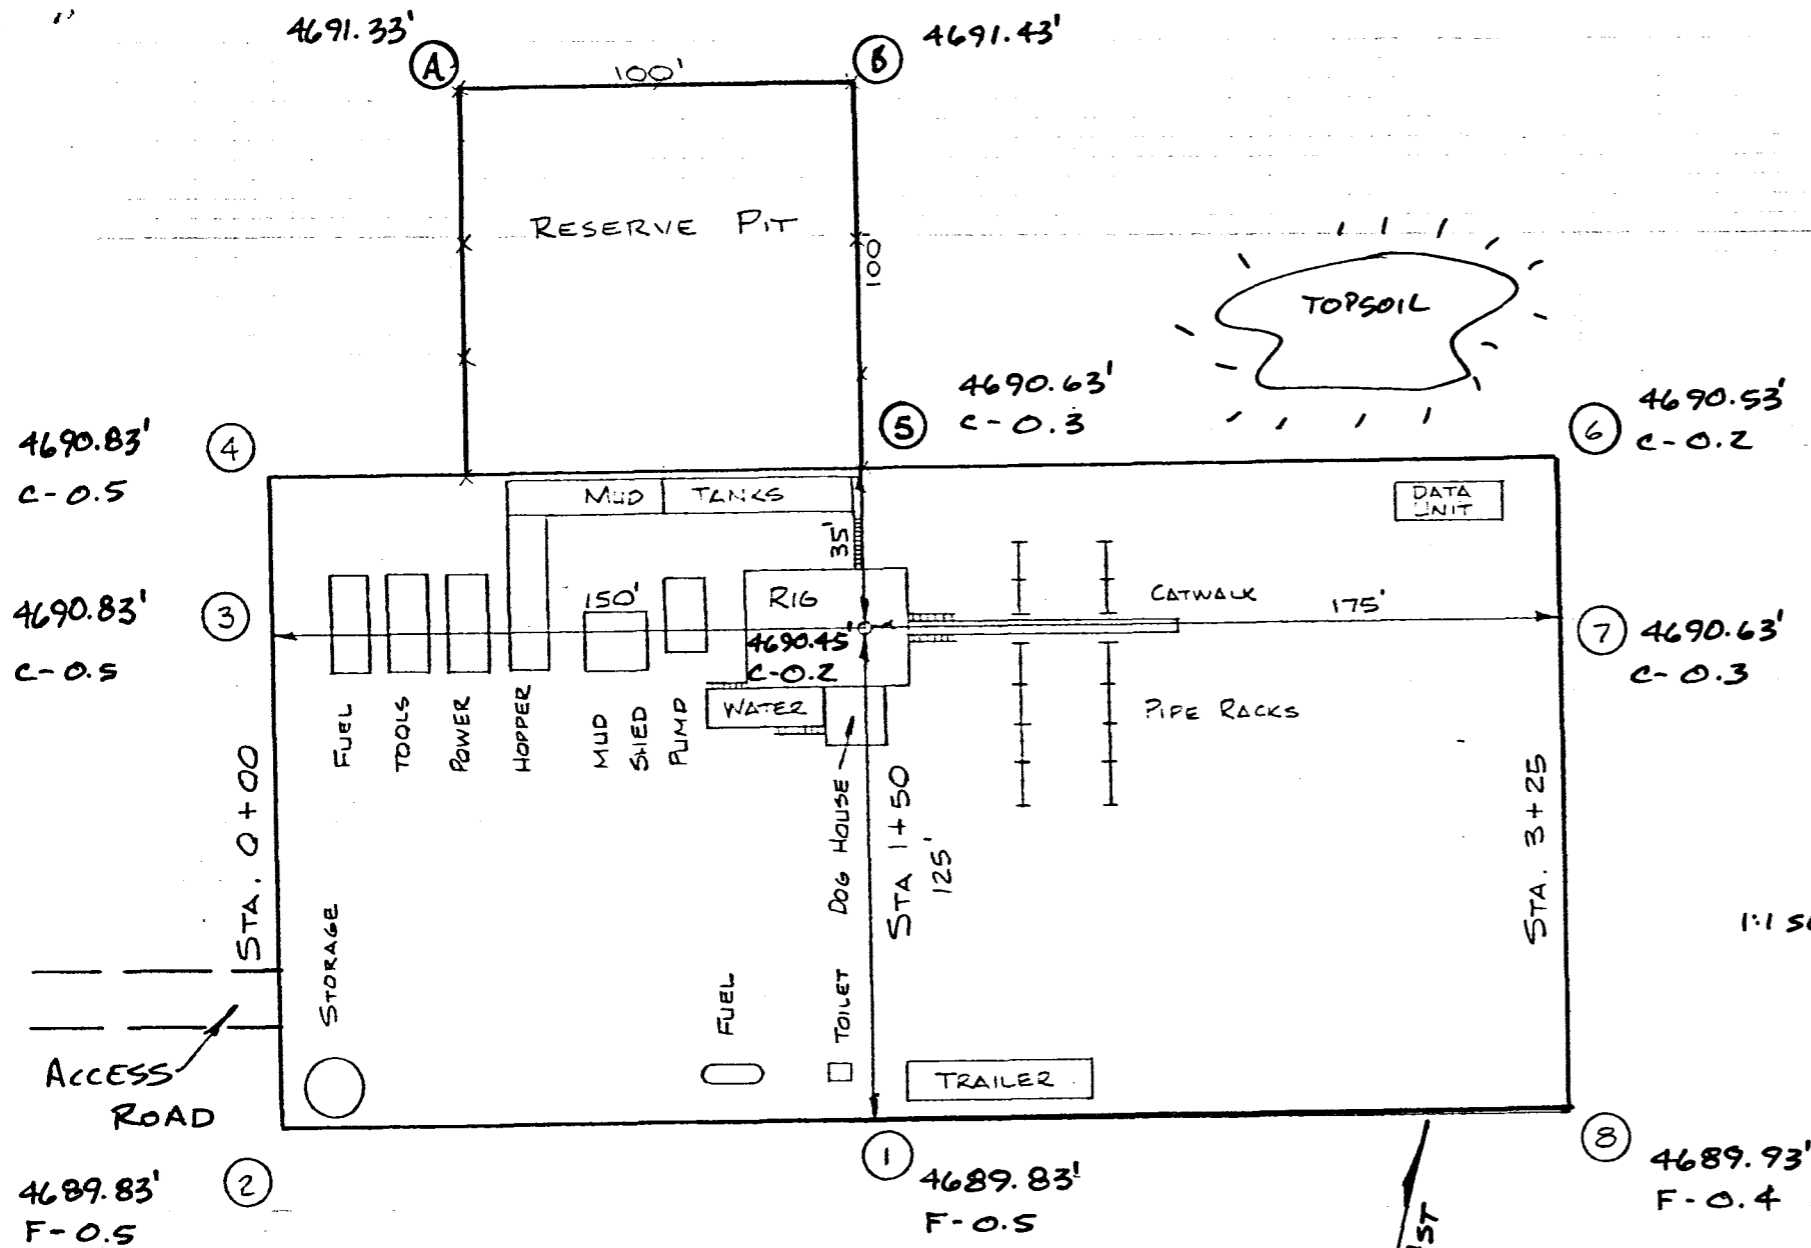 4691.33'
A
100'
B
4691.43'
RESERVE PIT
100
TOPSOIL
4690.83'
C-0.5
4
5
4690.63'
C-0.3
6
4690.53'
C-0.2
MUD TANKS
DATA
UNIT
35'
4690.83'
C-0.5
3
150'
RIG
4690.45'
C-0.2
CATWALK
175'
7
4690.63'
C-0.3
WATER
PIPE RACKS
FUEL
TOOLS
POWER
HOPPER
MUD
SHED
PUMP
STA. 0+00
DOG HOUSE
STA 1+50
125'
STA. 3+25
1:1
STORAGE
FUEL
TOILET
TRAILER
ACCESS
ROAD
4689.83'
F-0.5
2
1
4689.83'
F-0.5
8
4689.93'
F-0.4